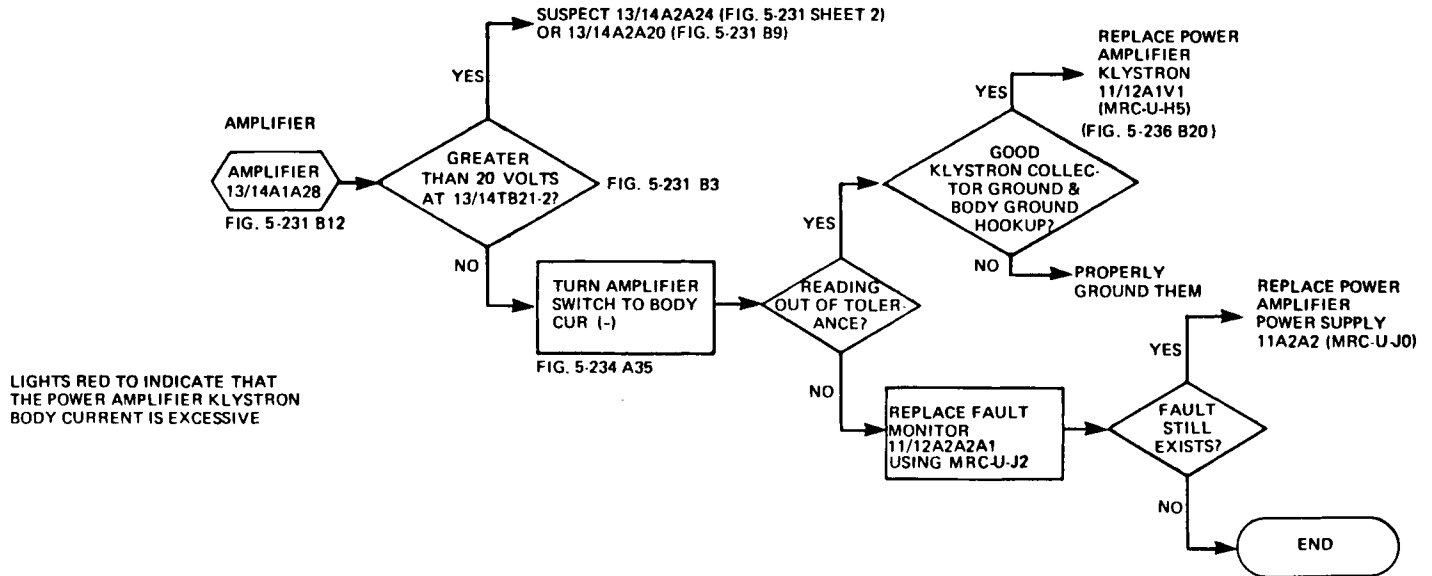 SUSPECT 13/14A2A24 (FIG. 5-231 SHEET 2)
OR 13/14A2A20 (FIG. 5-231 B9)
YES
AMPLIFIER
AMPLIFIER
13/14A1A28
FIG. 5-231 B12
GREATER
THAN 20 VOLTS
AT 13/14TB21-2?
FIG. 5-231 B3
NO
TURN AMPLIFIER
SWITCH TO BODY
CUR (-)
FIG. 5-234 A35
READING
OUT OF TOLER-
ANCE?
YES
GOOD
KLYSTRON COLLEC-
TOR GROUND &
BODY GROUND
HOOKUP?
YES
REPLACE POWER
AMPLIFIER
KLYSTRON
11/12A1V1
(MRC-U-H5)
(FIG. 5-236 B20)
NO
PROPERLY
GROUND THEM
NO
REPLACE FAULT
MONITOR
11/12A2A2A1
USING MRC-U-J2
FAULT
STILL
EXISTS?
YES
REPLACE POWER
AMPLIFIER
POWER SUPPLY
11A2A2 (MRC-U-J0)
NO
END
LIGHTS RED TO INDICATE THAT
THE POWER AMPLIFIER KLYSTRON
BODY CURRENT IS EXCESSIVE